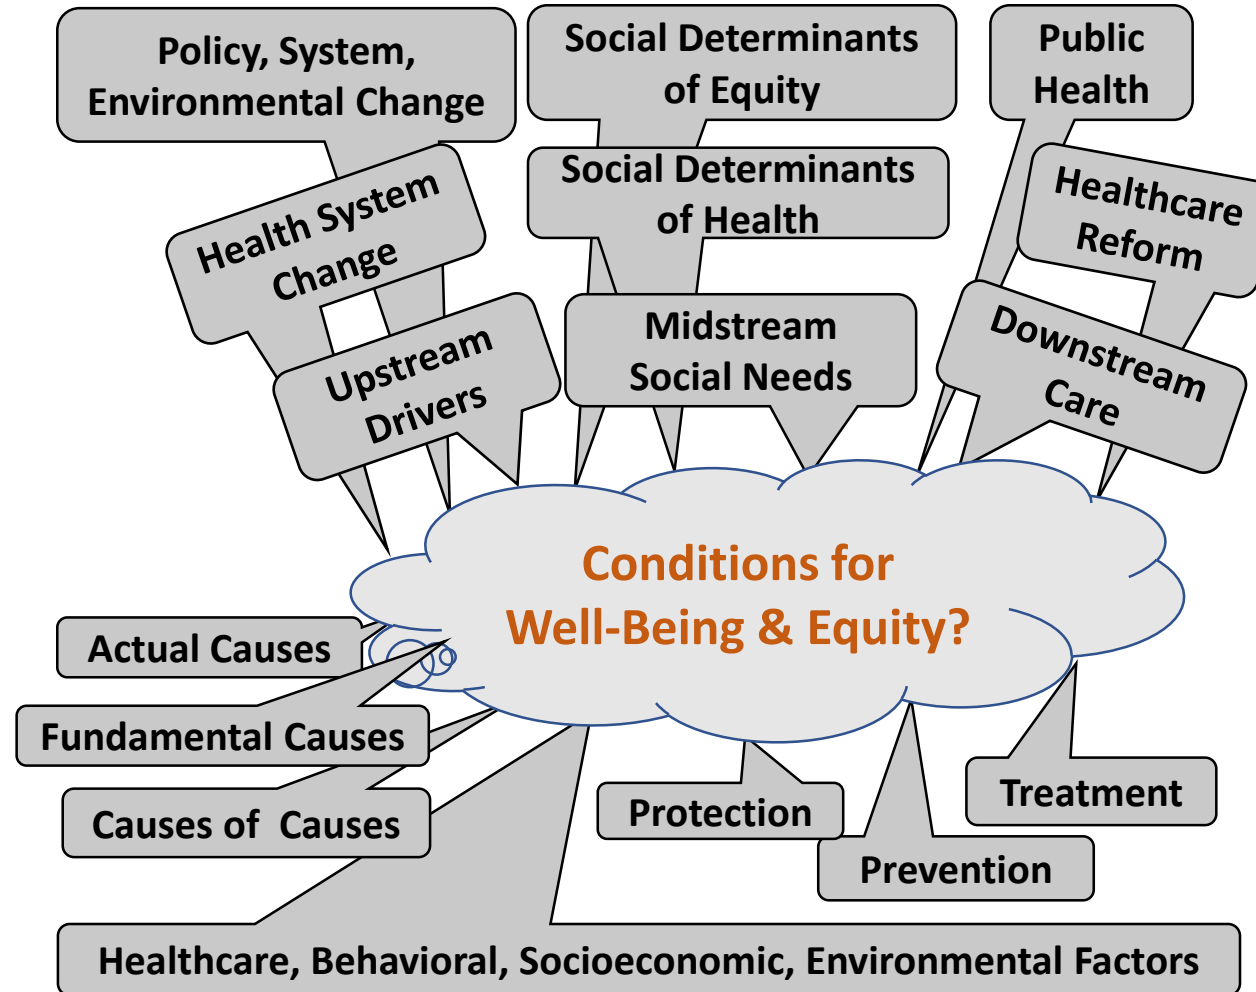 Policy, System,
Environmental Change
Social Determinants
of Equity
Public
Health
Health System
Change
Social Determinants
of Health
Healthcare
Reform
Upstream
Drivers
Midstream
Social Needs
Downstream
Care
Conditions for
Well-Being & Equity?
Actual Causes
Fundamental Causes
Causes of  Causes
Protection
Prevention
Treatment
Healthcare, Behavioral, Socioeconomic, Environmental Factors